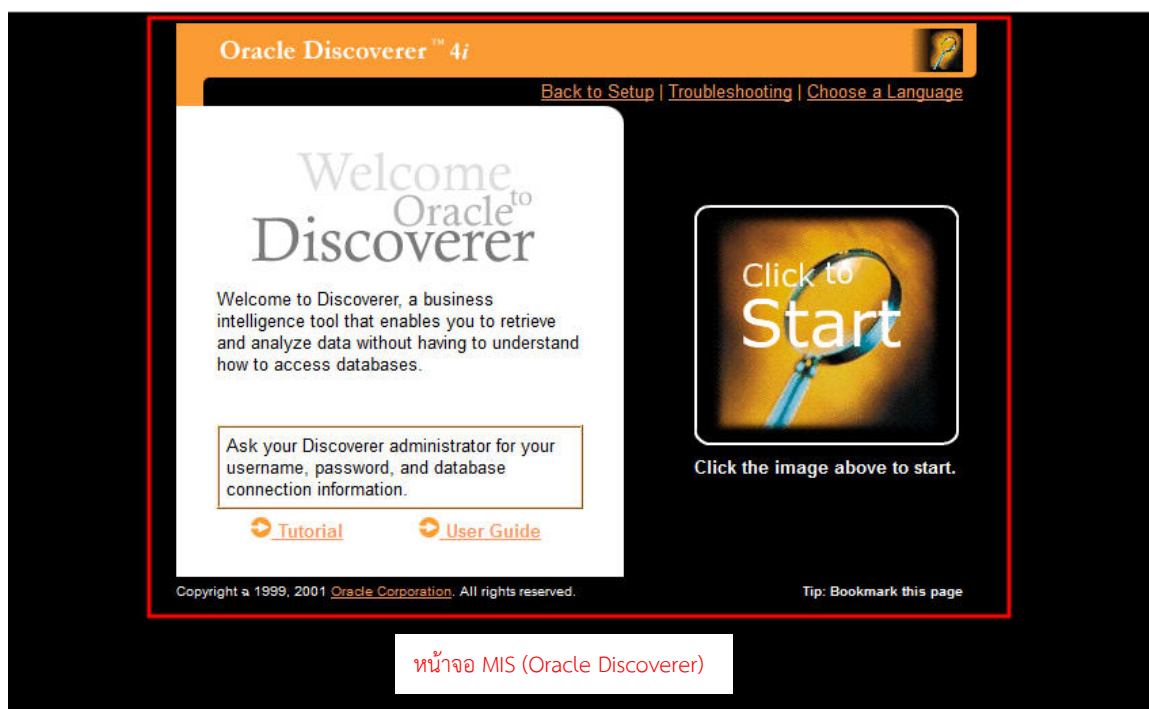 Oracle Discoverer™ 4i
Back to Setup | Troubleshooting | Choose a Language
Welcome
to
Oracle
Discoverer
Welcome to Discoverer, a business
intelligence tool that enables you to retrieve
and analyze data without having to understand
how to access databases.
Ask your Discoverer administrator for your
username, password, and database
connection information.
Tutorial
User Guide
Click to
Start
Click the image above to start.
Copyright ฉ 1999, 2001 Oracle Corporation. All rights reserved.
Tip: Bookmark this page
หน้าจอ MIS (Oracle Discoverer)